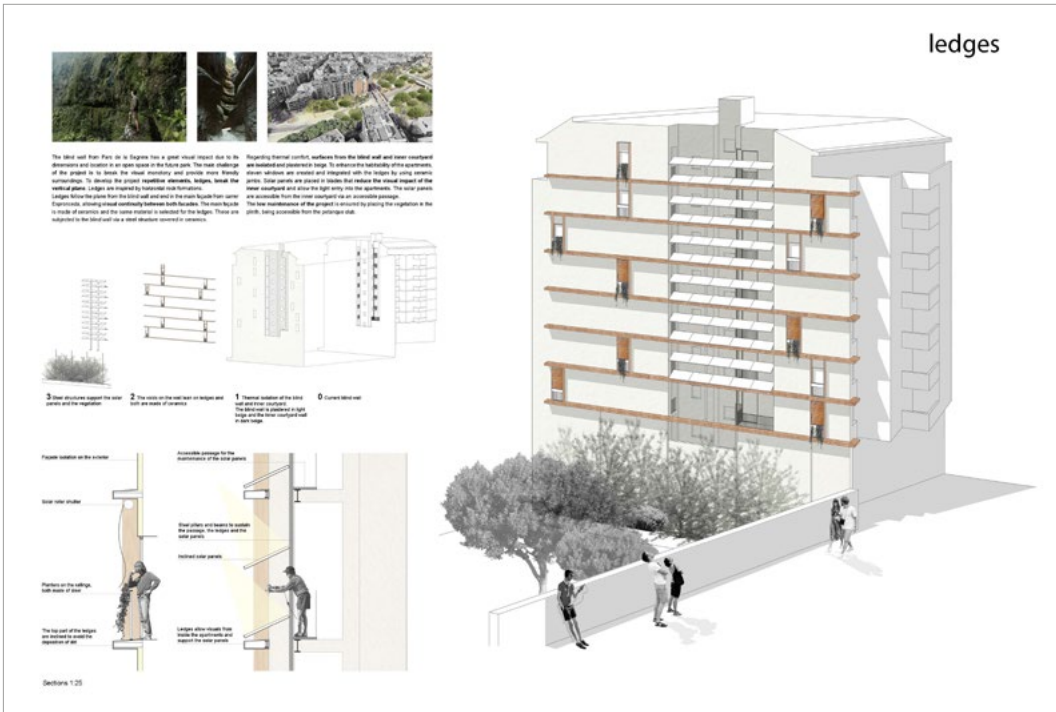 ledges
The blind wall from Parc de la Sagrera has a great visual impact due to its
dimensions and location in an open space in the future park. The main challenge
of the project is to break the visual monotony and provide more friendly
surroundings. To develop the project repetitive elements, ledges, break the
vertical plane. Ledges are inspired by horizontal rock formations.
Ledges follow the plane from the blind wall and end in the main façade from carrer
Espronceda, allowing visual continuity between both facades. The main façade
is made of ceramics and the same material is selected for the ledges. These are
subjected to the blind wall via a steel structure covered in ceramics.
Regarding thermal comfort, surfaces from the blind wall and inner courtyard
are isolated and plastered in beige. To enhance the habitability of the apartments,
eleven windows are created and integrated with the ledges by using ceramic
jambs. Solar panels are placed in blades that reduce the visual impact of the
inner courtyard and allow the light entry into the apartments. The solar panels
are accessible from the inner courtyard via an accessible passage.
The low maintenance of the project is ensured by placing the vegetation in the
plinth, being accessible from the petanque club.
3 Steel structures support the solar
panels and the vegetation
2 The voids on the wall lean on ledges and
both are made of ceramics
1 Thermal isolation of the blind
wall and inner courtyard.
The blind wall is plastered in light
beige and the inner courtyard wall
in dark beige.
0 Current blind wall
Façade isolation on the exterior
Solar roller shutter
Planters on the railings,
both made of steel
The top part of the ledges
are inclined to avoid the
deposition of dirt
Accessible passage for the
maintenance of the solar panels
Steel pillars and beams to sustain
the passage, the ledges and the
solar panels
Inclined solar panels
Ledges allow visuals from
inside the apartments and
support the solar panels
Sections 1:25